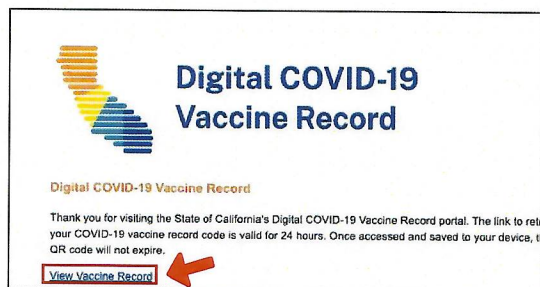 Digital COVID-19
Vaccine Record
Digital COVID-19 Vaccine Record
Thank you for visiting the State of California's Digital COVID-19 Vaccine Record portal. The link to
your COVID-19 vaccine record code is valid for 24 hours. Once accessed and saved to your device,
QR code will not expire.
View Vaccine Record